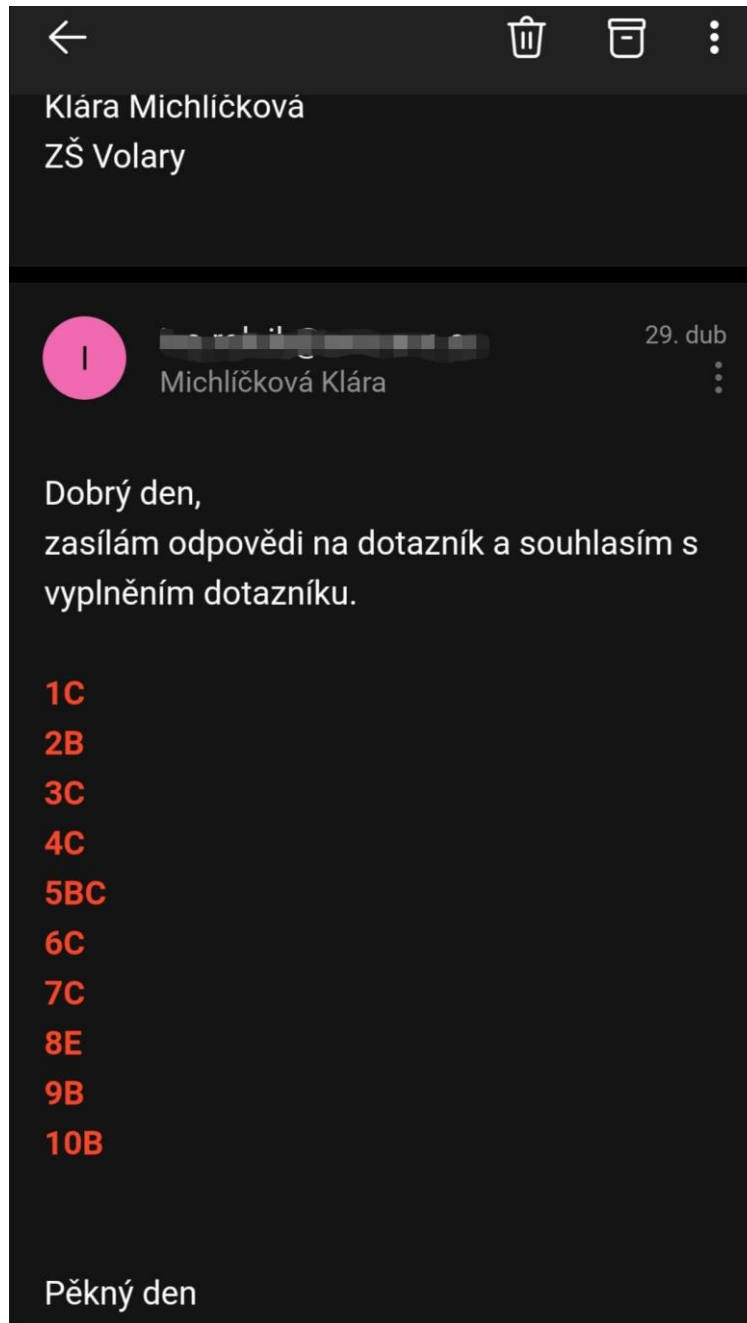 Klára Michlíčková
ZŠ Volary
I
29. dub
Michlíčková Klára
Dobrý den,
zasílám odpovědi na dotazník a souhlasím s
vyplněním dotazníku.
1C
2B
3C
4C
5BC
6C
7C
8E
9B
10B
Pěkný den